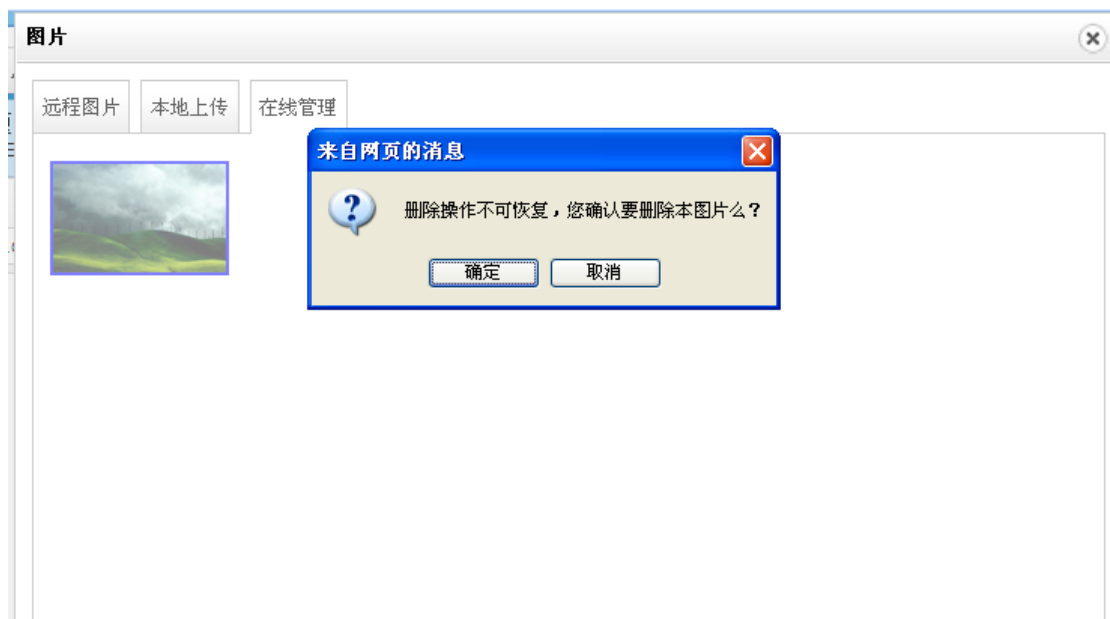 图片
远程图片
本地上传
在线管理
来自网页的消息
删除操作不可恢复，您确认要删除本图片么？
确定
取消